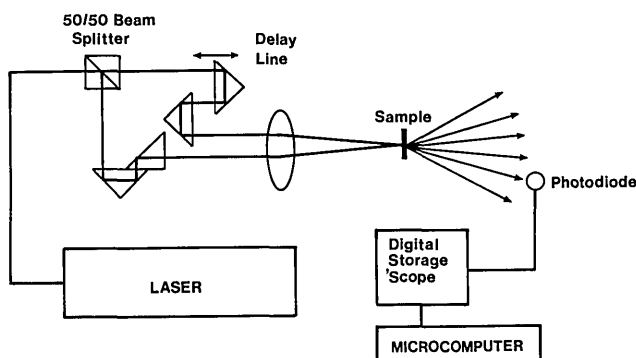 50/50 Beam
Splitter
Delay
Line
Sample
Photodiode
Digital
Storage
'Scope
LASER
MICROCOMPUTER